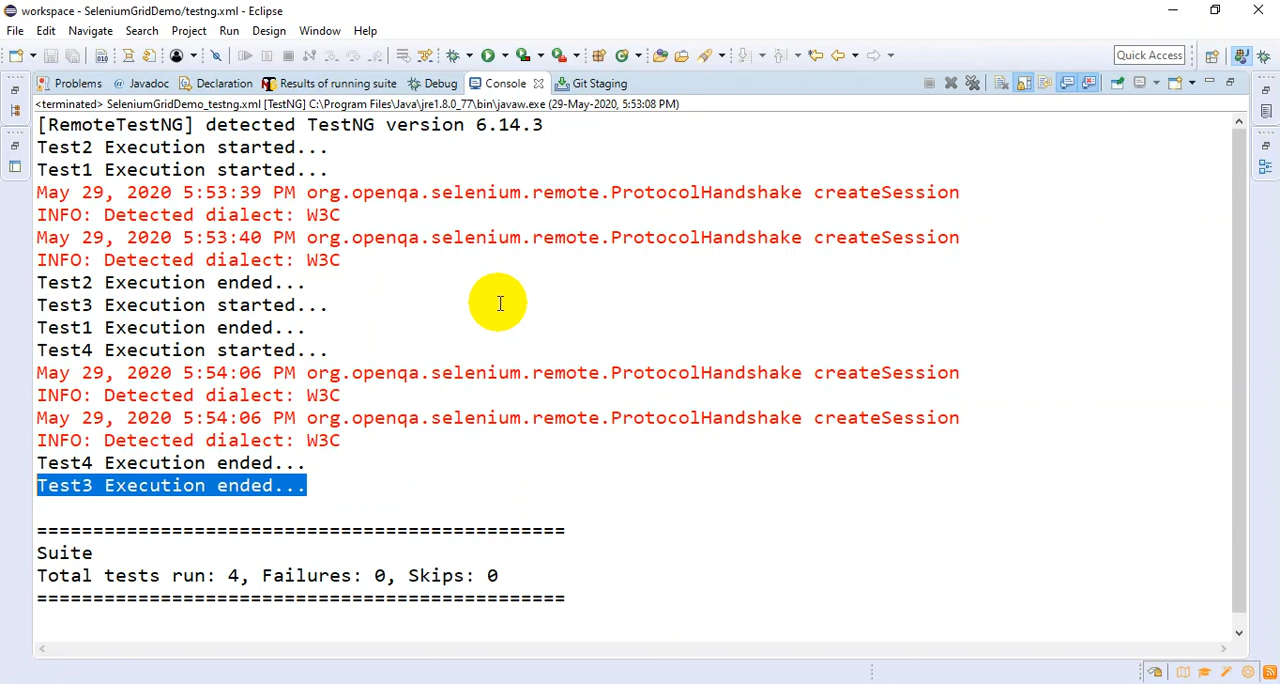 workspace - SeleniumGridDemo/testng.xml - Eclipse
File Edit Navigate Search Project Run Design Window Help
Quick Access
Problems Javadoc Declaration Results of running suite Debug Console Git Staging
<terminated> SeleniumGridDemo_testng.xml [TestNG] C:\Program Files\Java\jre1.8.0_77\bin\javaw.exe (29-May-2020, 5:53:08 PM)
[RemoteTestNG] detected TestNG version 6.14.3
Test2 Execution started...
Test1 Execution started...
May 29, 2020 5:53:39 PM org.openqa.selenium.remote.ProtocolHandshake createSession
INFO: Detected dialect: W3C
May 29, 2020 5:53:40 PM org.openqa.selenium.remote.ProtocolHandshake createSession
INFO: Detected dialect: W3C
Test2 Execution ended...
Test3 Execution started...
Test1 Execution ended...
Test4 Execution started...
May 29, 2020 5:54:06 PM org.openqa.selenium.remote.ProtocolHandshake createSession
INFO: Detected dialect: W3C
May 29, 2020 5:54:06 PM org.openqa.selenium.remote.ProtocolHandshake createSession
INFO: Detected dialect: W3C
Test4 Execution ended...
Test3 Execution ended...
===============================================
Suite
Total tests run: 4, Failures: 0, Skips: 0
===============================================